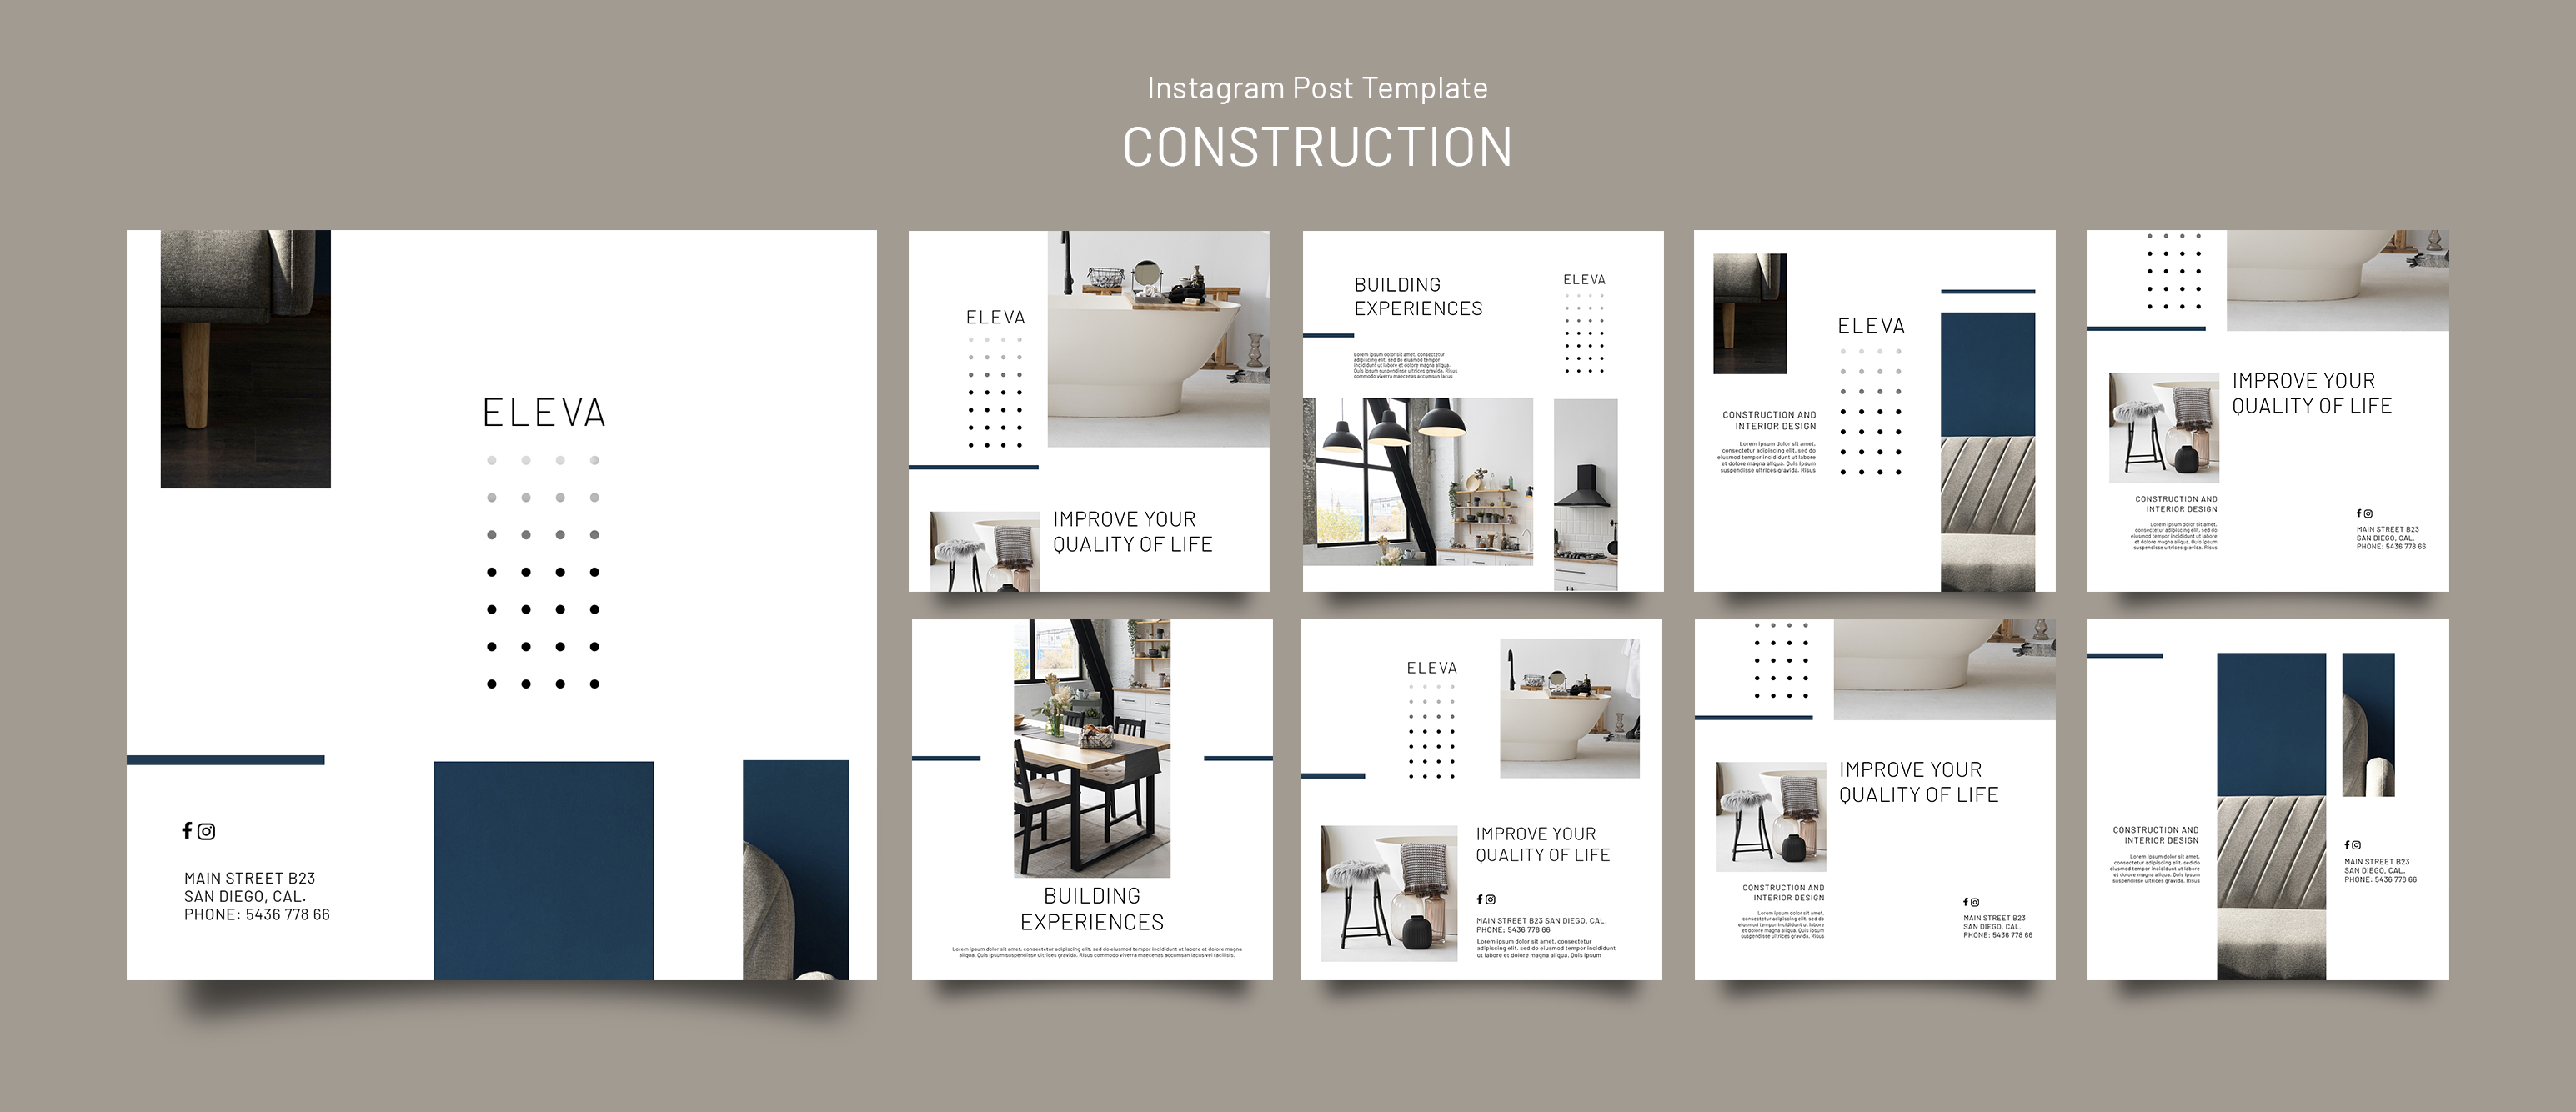 Instagram Post Template
CONSTRUCTION
ELEVA
MAIN STREET B23
SAN DIEGO, CAL.
PHONE: 5436 778 66
ELEVA
IMPROVE YOUR
QUALITY OF LIFE
BUILDING
EXPERIENCES
ELEVA
Lorem ipsum dolor sit amet, consectetur
adipiscing elit, sed do eiusmod tempor
incididunt ut labore et dolore magna aliqua.
Quis ipsum suspendisse ultrices gravida. Risus
commodo viverra maecenas accumsan lacus
ELEVA
CONSTRUCTION AND
INTERIOR DESIGN
Lorem ipsum dolor sit amet,
consectetur adipiscing elit, sed do
eiusmod tempor incididunt ut labore
et dolore magna aliqua. Quis ipsum
suspendisse ultrices gravida. Risus
IMPROVE YOUR
QUALITY OF LIFE
CONSTRUCTION AND
INTERIOR DESIGN
Lorem ipsum dolor sit amet,
consectetur adipiscing elit, sed do
eiusmod tempor incididunt ut labore
et dolore magna aliqua. Quis ipsum
suspendisse ultrices gravida. Risus
MAIN STREET B23
SAN DIEGO, CAL.
PHONE: 5436 778 66
BUILDING
EXPERIENCES
Lorem ipsum dolor sit amet, consectetur adipiscing elit, sed do eiusmod tempor incididunt ut labore et dolore magna
aliqua. Quis ipsum suspendisse ultrices gravida. Risus commodo viverra maecenas accumsan lacus vel facilisis.
ELEVA
IMPROVE YOUR
QUALITY OF LIFE
MAIN STREET B23 SAN DIEGO, CAL.
PHONE: 5436 778 66
Lorem ipsum dolor sit amet, consectetur
adipiscing elit, sed do eiusmod tempor incididunt
ut labore et dolore magna aliqua. Quis ipsum
IMPROVE YOUR
QUALITY OF LIFE
CONSTRUCTION AND
INTERIOR DESIGN
Lorem ipsum dolor sit amet,
consectetur adipiscing elit, sed do
eiusmod tempor incididunt ut labore
et dolore magna aliqua. Quis ipsum
suspendisse ultrices gravida. Risus
MAIN STREET B23
SAN DIEGO, CAL.
PHONE: 5436 778 66
CONSTRUCTION AND
INTERIOR DESIGN
Lorem ipsum dolor sit amet,
consectetur adipiscing elit, sed do
eiusmod tempor incididunt ut labore
et dolore magna aliqua. Quis ipsum
suspendisse ultrices gravida. Risus
MAIN STREET B23
SAN DIEGO, CAL.
PHONE: 5436 778 66